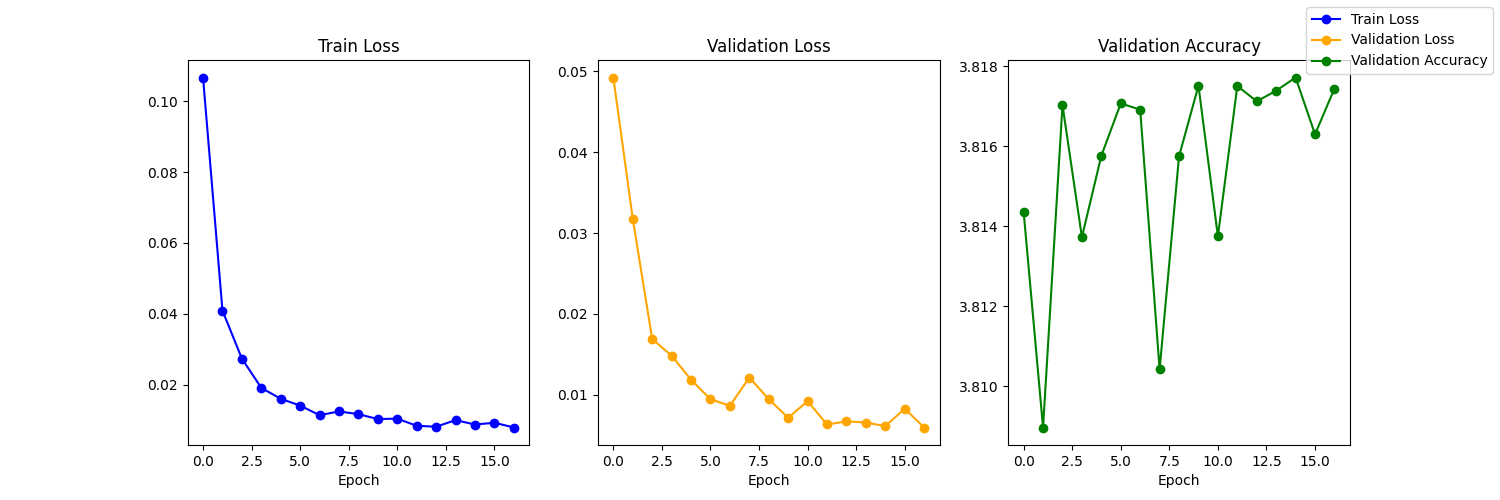 Train Loss
0.10
0.08
0.06
0.04
0.02
0.0 2.5 5.0 7.5 10.0 12.5 15.0
Epoch
Validation Loss
0.05
0.04
0.03
0.02
0.01
0.0 2.5 5.0 7.5 10.0 12.5 15.0
Epoch
Validation Accuracy
3.818
3.816
3.814
3.812
3.810
0.0 2.5 5.0 7.5 10.0 12.5 15.0
Epoch
Train Loss
Validation Loss
Validation Accuracy